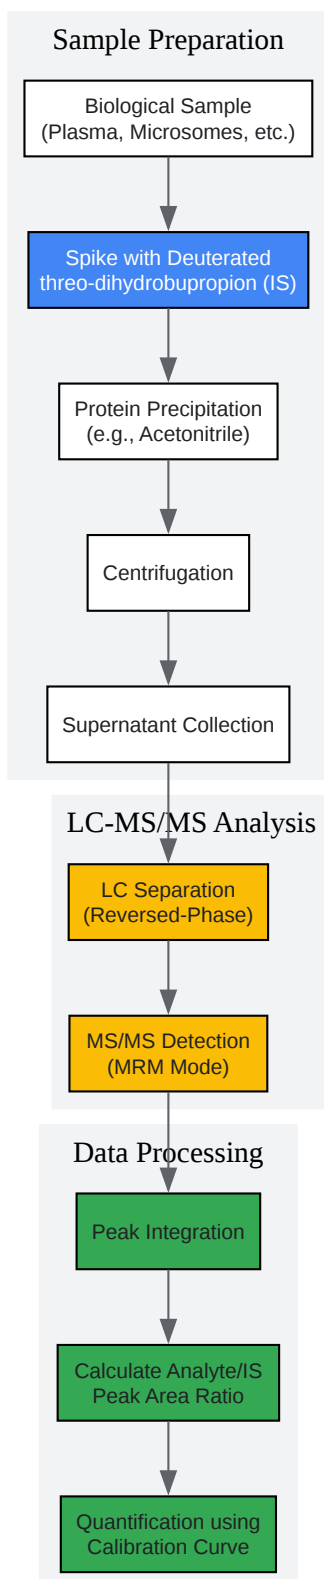 Sample Preparation
Biological Sample
(Plasma, Microsomes, etc.)
Spike with Deuterated
threo-dihydrobupropion (IS)
Protein Precipitation
(e.g., Acetonitrile)
Centrifugation
Supernatant Collection
LC-MS/MS Analysis
LC Separation
(Reversed-Phase)
MS/MS Detection
(MRM Mode)
Data Processing
Peak Integration
Calculate Analyte/IS
Peak Area Ratio
Quantification using
Calibration Curve